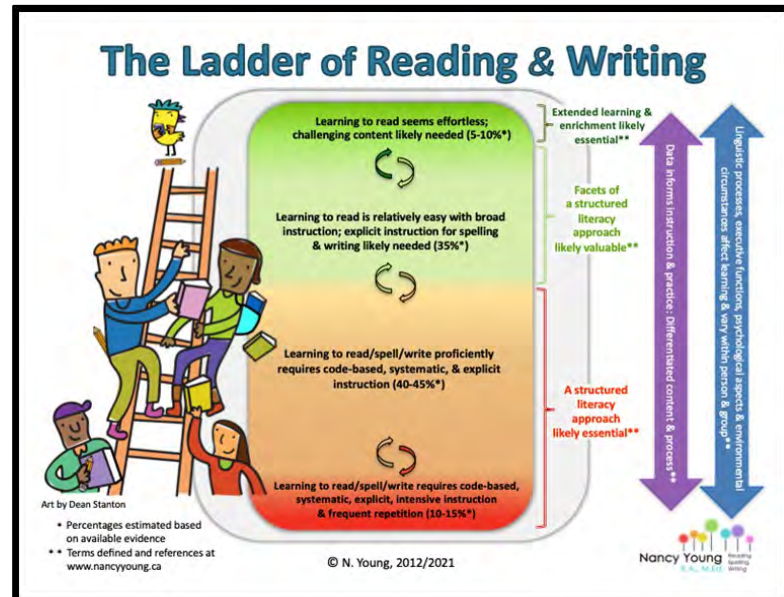 The Ladder of Reading & Writing
Learning to read seems effortless;
challenging content likely needed (5-10%*)
Extended learning &
enrichment likely
essential**
Learning to read is relatively easy with broad
instruction; explicit instruction for spelling
& writing likely needed (35%*)
Facets of
a structured
literacy
approach
likely valuable**
Learning to read/spell/write proficiently
requires code-based, systematic, & explicit
instruction (40-45%*)
A structured
literacy
approach
likely essential**
Learning to read/spell/write requires code-based,
systematic, explicit, intensive instruction
& frequent repetition (10-15%*)
Data informs instruction & practice: Differentiated content & process**
Linguistic processes, executive functions, psychological aspects & environmental
circumstances affect learning & vary within person & group**
Art by Dean Stanton
* Percentages estimated based
on available evidence
** Terms defined and references at
www.nancyyoung.ca
© N. Young, 2012/2021
Nancy Young
B.A., M.Ed.
Reading
Spelling
Writing